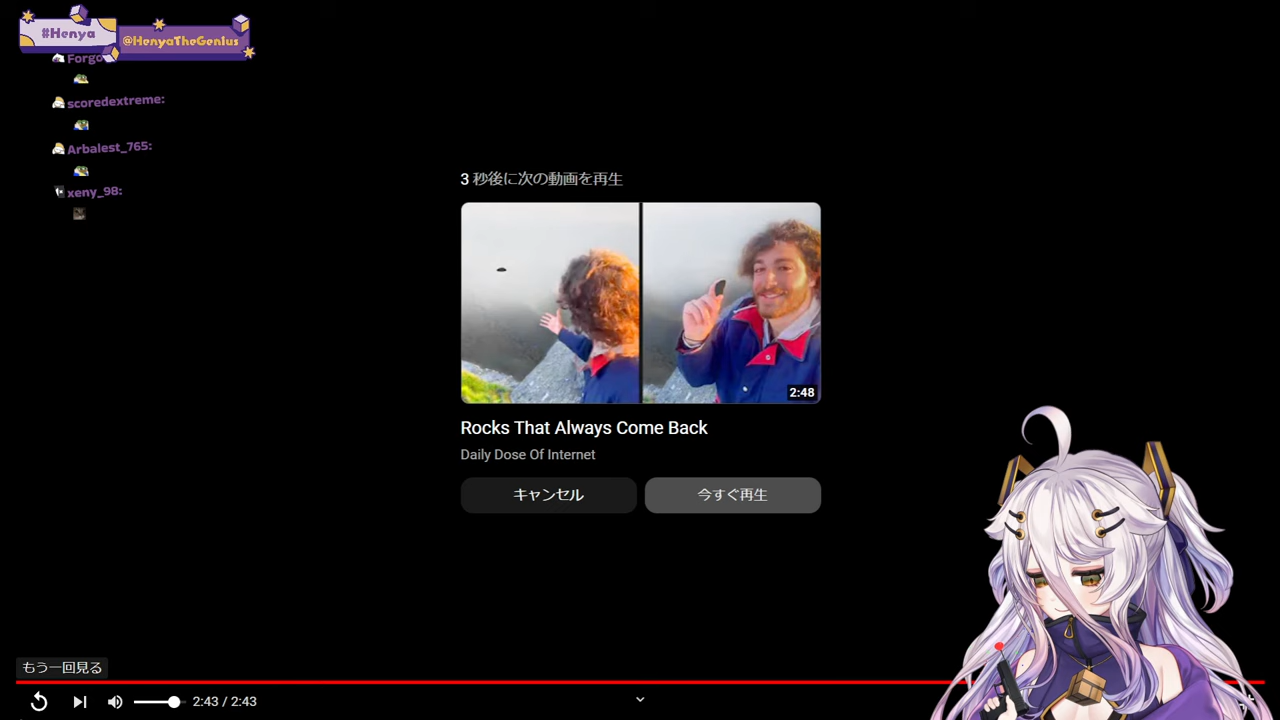 #Henya
@HenyaTheGenius
Forgo
scoredextreme:
Arbalest_765:
xeny_98:
3 秒後に次の動画を再生
2:48
Rocks That Always Come Back
Daily Dose Of Internet
キャンセル
今すぐ再生
もう一回見る
2:43 / 2:43